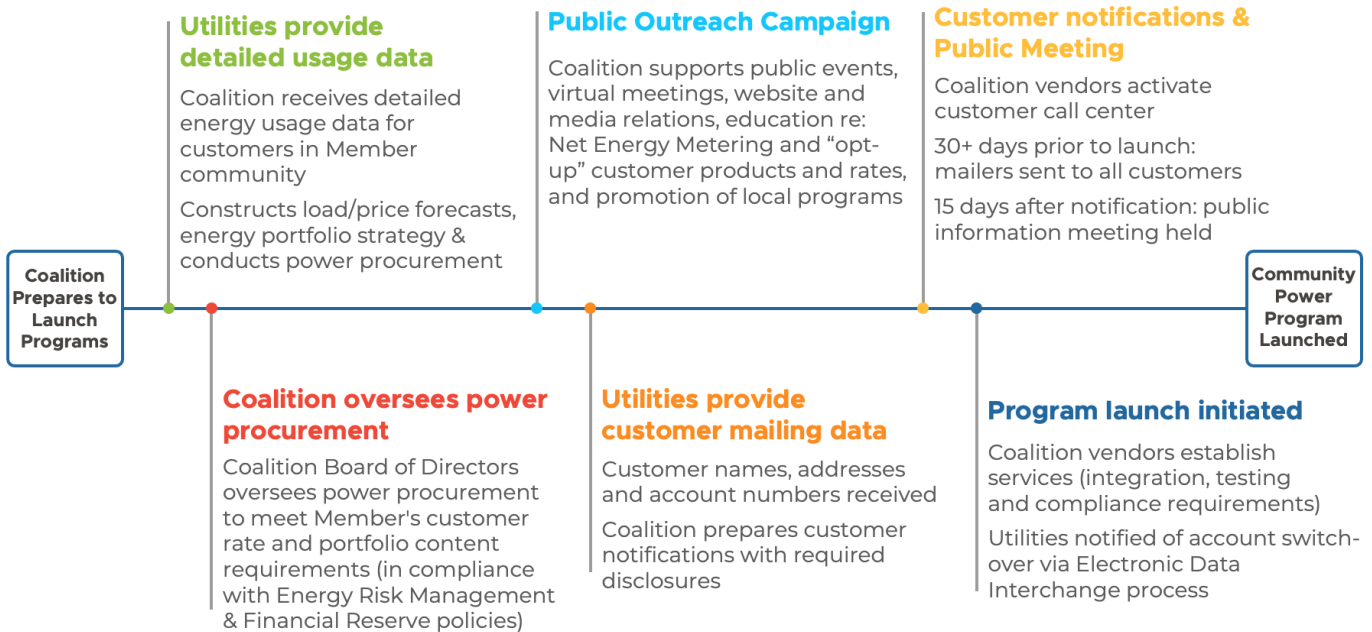 Coalition
Prepares to
Launch
Programs
Utilities provide
detailed usage data
Coalition receives detailed
energy usage data for
customers in Member
community
Constructs load/price forecasts,
energy portfolio strategy &
conducts power procurement
Coalition oversees power
procurement
Coalition Board of Directors
oversees power procurement
to meet Member's customer
rate and portfolio content
requirements (in compliance
with Energy Risk Management
& Financial Reserve policies)
Public Outreach Campaign
Coalition supports public events,
virtual meetings, website and
media relations, education re:
Net Energy Metering and “opt-
up” customer products and rates,
and promotion of local programs
Utilities provide
customer mailing data
Customer names, addresses
and account numbers received
Coalition prepares customer
notifications with required
disclosures
Customer notifications &
Public Meeting
Coalition vendors activate
customer call center
30+ days prior to launch:
mailers sent to all customers
15 days after notification: public
information meeting held
Program launch initiated
Coalition vendors establish
services (integration, testing
and compliance requirements)
Utilities notified of account switch-
over via Electronic Data
Interchange process
Community
Power
Program
Launched